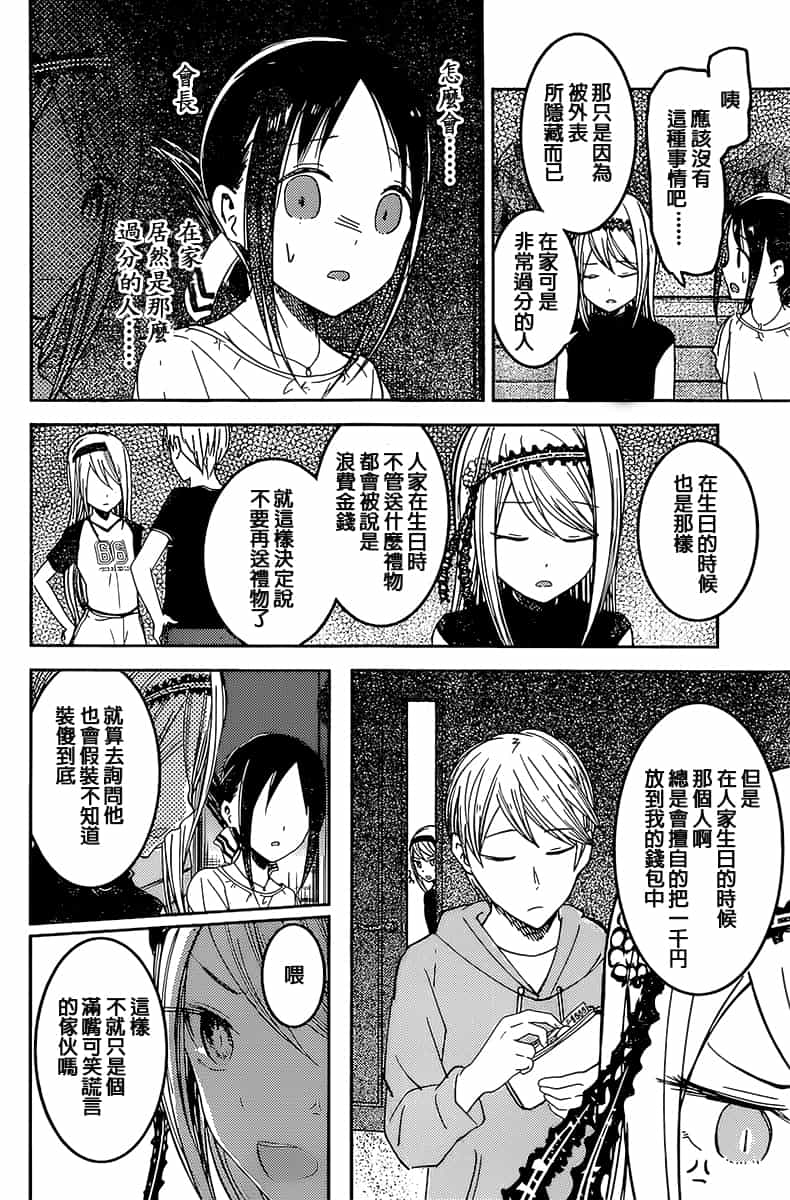 咦
應該沒有
這種事情吧……
那只是因為
被外表
所隱藏而已
在家可是
非常過分的人
怎麼會……
會長
在家
居然是那麼
過分的人……
在生日的時候
也是那樣
人家在生日時
不管送什麼禮物
都會被說是
浪費金錢
就這樣決定說
不要再送禮物了
66
但是
在人家生日的時候
那個人啊
總是會擅自的把一千円
放到我的錢包中
就算去詢問他
也會假裝不知道
裝傻到底
喂
這樣
不就只是個
滿嘴可笑謊言
的傢伙嗎